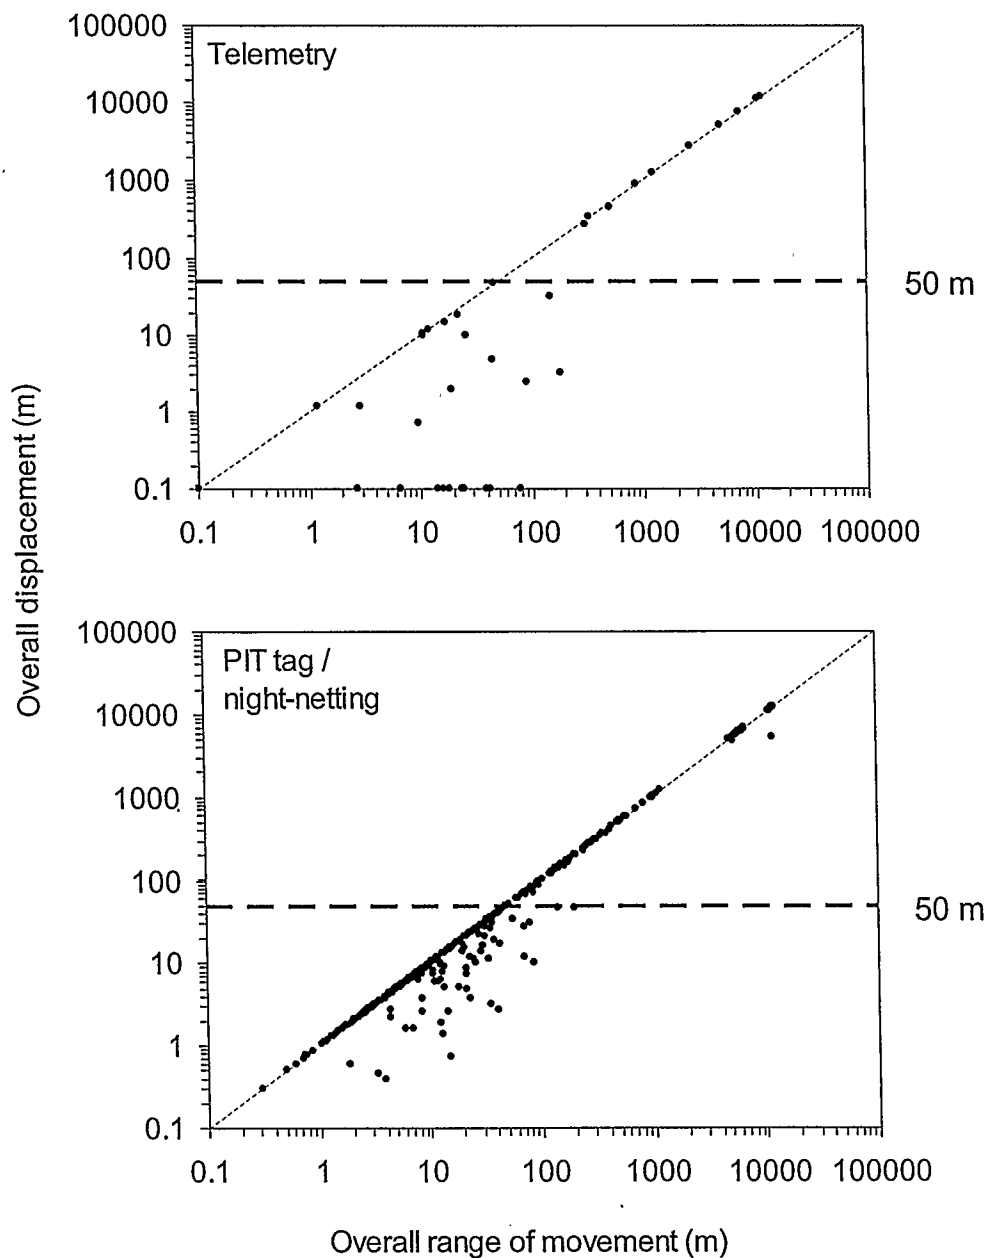 100000
Telemetry
10000
1000
100
50 m
10
1
0.1
0.1 1 10 100 1000 10000 100000
Overall displacement (m)
100000
PIT tag /
night-netting
10000
1000
100
50 m
10
1
0.1
0.1 1 10 100 1000 10000 100000
Overall range of movement (m)